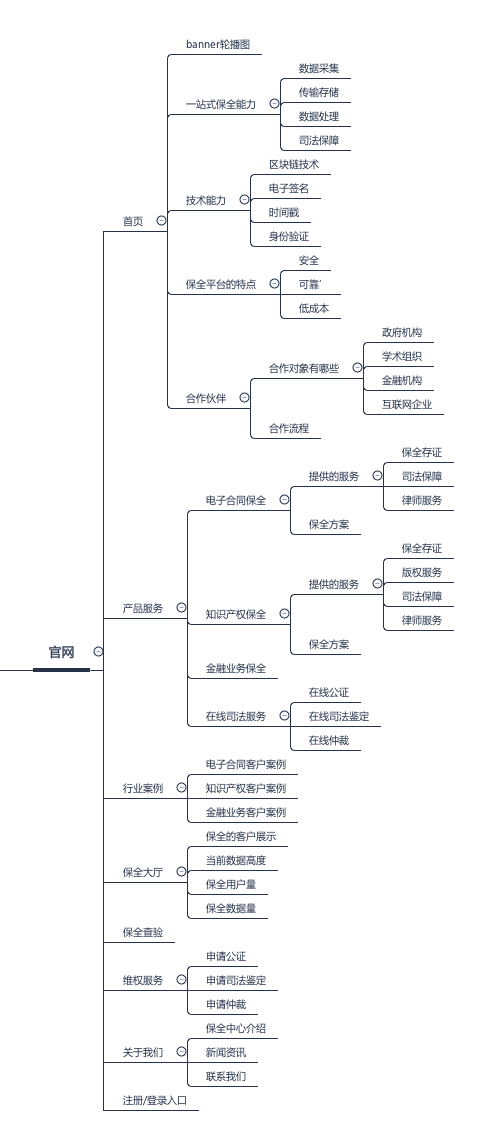 官网
首页
banner轮播图
一站式保全能力
数据采集
传输存储
数据处理
司法保障
技术能力
区块链技术
电子签名
时间戳
身份验证
保全平台的特点
安全
可靠'
低成本
合作伙伴
合作对象有哪些
政府机构
学术组织
金融机构
互联网企业
合作流程
产品服务
电子合同保全
提供的服务
保全存证
司法保障
律师服务
保全方案
知识产权保全
提供的服务
保全存证
版权服务
司法保障
律师服务
保全方案
金融业务保全
在线司法服务
在线公证
在线司法鉴定
在线仲裁
行业案例
电子合同客户案例
知识产权客户案例
金融业务客户案例
保全大厅
保全的客户展示
当前数据高度
保全用户量
保全数据量
保全查验
维权服务
申请公证
申请司法鉴定
申请仲裁
关于我们
保全中心介绍
新闻资讯
联系我们
注册/登录入口